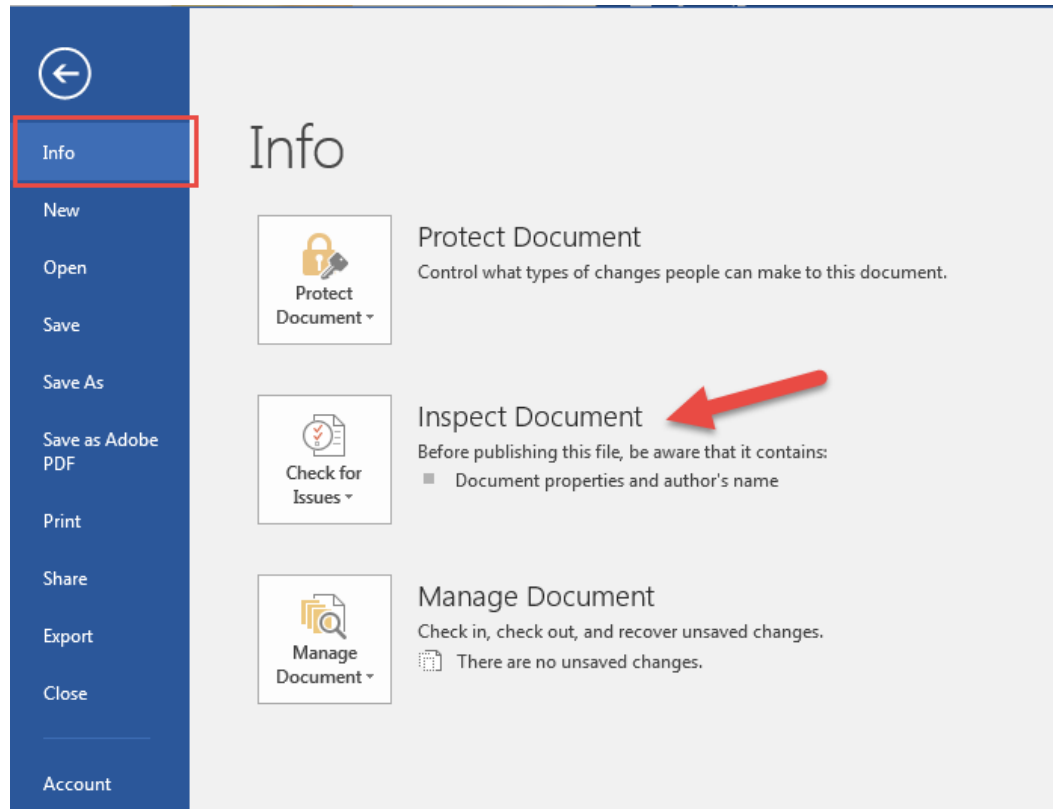 Info
New
Open
Save
Save As
Save as Adobe
PDF
Print
Share
Export
Close
Account
Info
Protect
Document
Protect Document
Control what types of changes people can make to this document.
Check for
Issues
Inspect Document
Before publishing this file, be aware that it contains:
Document properties and author's name
Manage
Document
Manage Document
Check in, check out, and recover unsaved changes.
There are no unsaved changes.